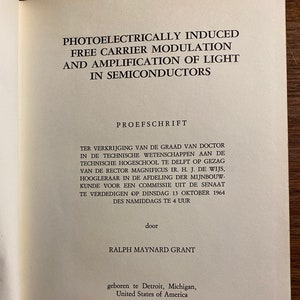 PHOTOELECTRICALLY INDUCED
FREE CARRIER MODULATION
AND AMPLIFICATION OF LIGHT
IN SEMICONDUCTORS
PROEFSCHRIFT
TER VERKRIJGING VAN DE GRAAD VAN DOCTOR
IN DE TECHNISCHE WETENSCHAPPEN AAN DE
TECHNISCHE HOGESCHOOL TE DELFT OP GEZAG
VAN DE RECTOR MAGNIFICUS IR. H. J. DE WIJS,
HOOGLERAAR IN DE AFDELING DER MIJNBOUW-
KUNDE VOOR EEN COMMISSIE UIT DE SENAAT
TE VERDEDIGEN OP DINSDAG 13 OKTOBER 1964
DES NAMIDDAGS TE 4 UUR
door
RALPH MAYNARD GRANT
geboren te Detroit, Michigan,
United States of America